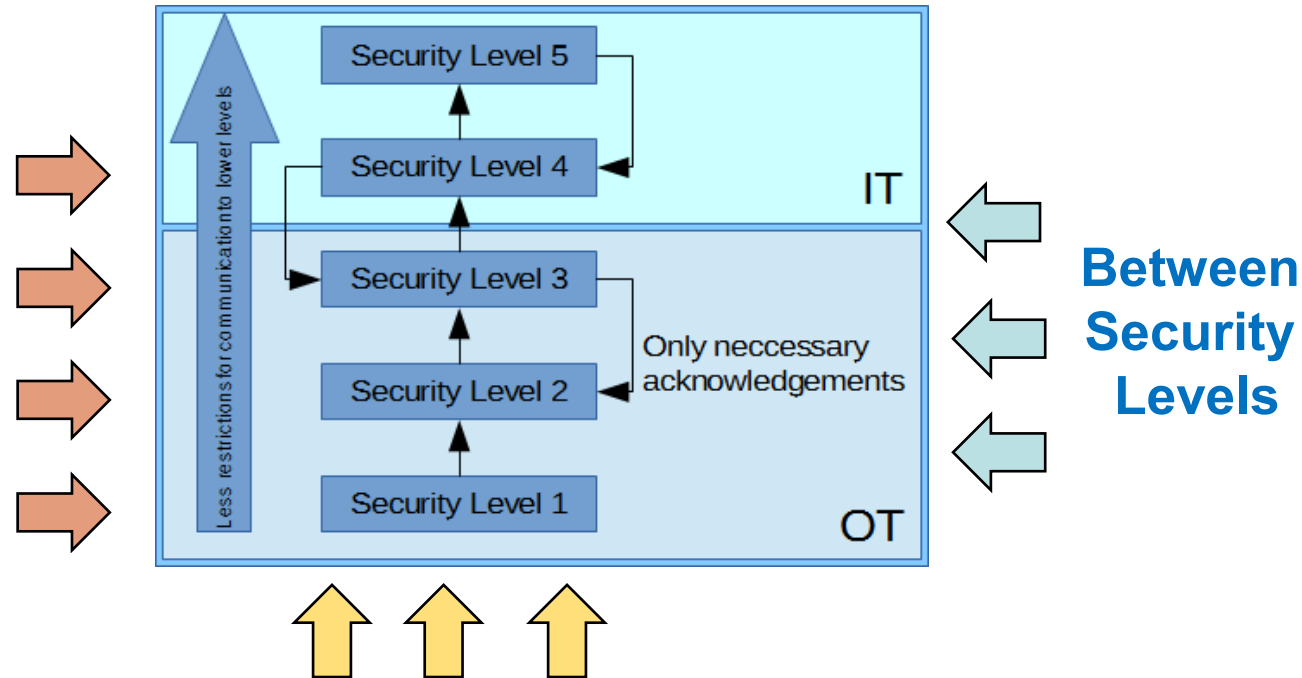 Security Level 5
Less restrictions for communication to lower levels
Security Level 4
IT
Security Level 3
Between
Security
Levels
Only neccessary
acknowledgements
Security Level 2
Security Level 1
OT